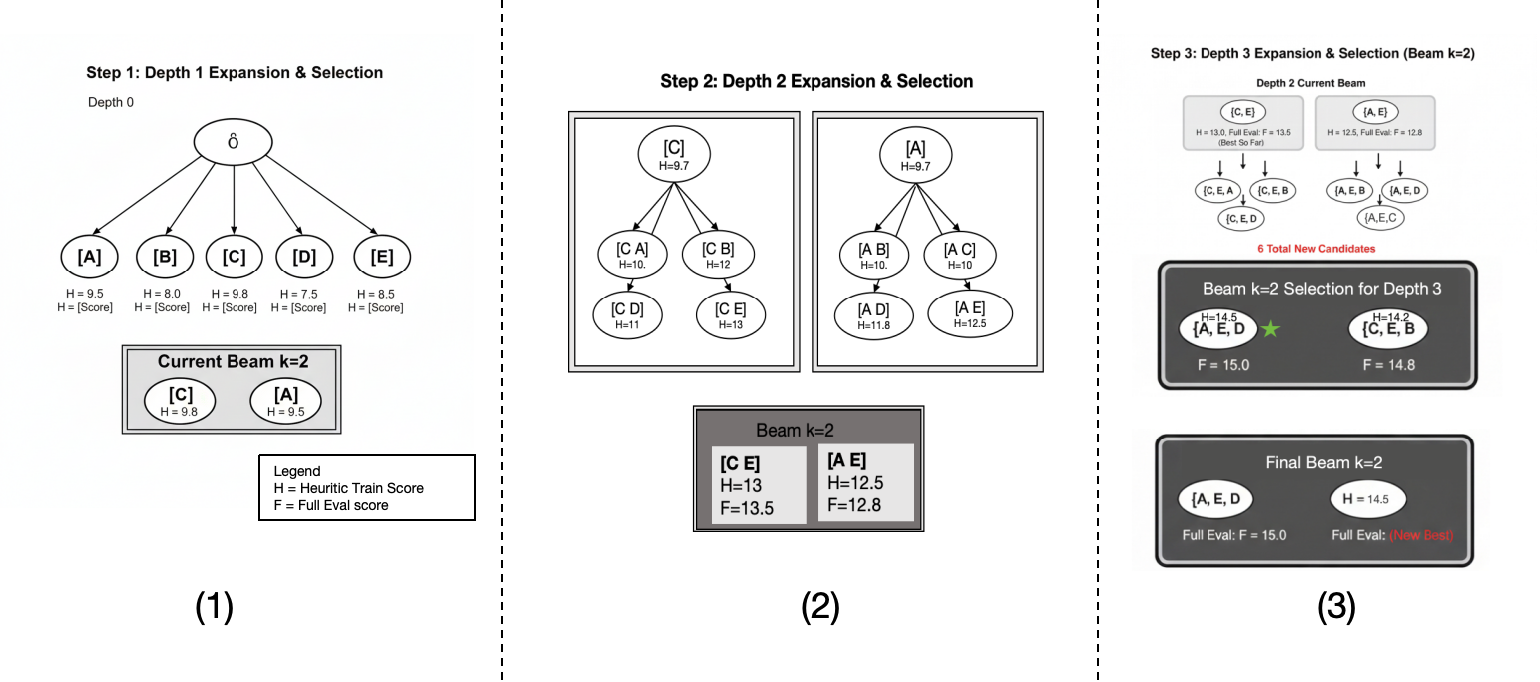 Step 1: Depth 1 Expansion & Selection
Depth 0
[A]
[B]
[C]
[D]
[E]
H = 9.5
H = [Score]
H = 8.0
H = [Score]
H = 9.8
H = [Score]
H = 7.5
H = [Score]
H = 8.5
H = [Score]
Current Beam k=2
[C]
H = 9.8
[A]
H = 9.5
Legend
H = Heuritic Train Score
F = Full Eval score
(1)
Step 2: Depth 2 Expansion & Selection
[C]
H=9.7
[C A]
H=10.
[C B]
H=12
[C D]
H=11
[C E]
H=13
[A]
H=9.7
[A B]
H=10.
[A C]
H=10
[A D]
H=11.8
[A E]
H=12.5
Beam k=2
[C E]
H=13
F=13.5
[A E]
H=12.5
F=12.8
(2)
Step 3: Depth 3 Expansion & Selection (Beam k=2)
Depth 2 Current Beam
{C, E}
H = 13,0, Full Eval: F = 13.5
(Best So Far)
{A, E}
H = 12.5, Full Eval: F = 12.8
{C, E, A
{C, E, B
{C, E, D
{A, E, B
{A, E, D
{A,E,C
6 Total New Candidates
Beam k=2 Selection for Depth 3
H=14.5
{A, E, D
F = 15.0
H=14.2
{C, E, B
F = 14.8
Final Beam k=2
{A, E, D
H = 14.5
Full Eval: F = 15.0
Full Eval: (New Best)
(3)